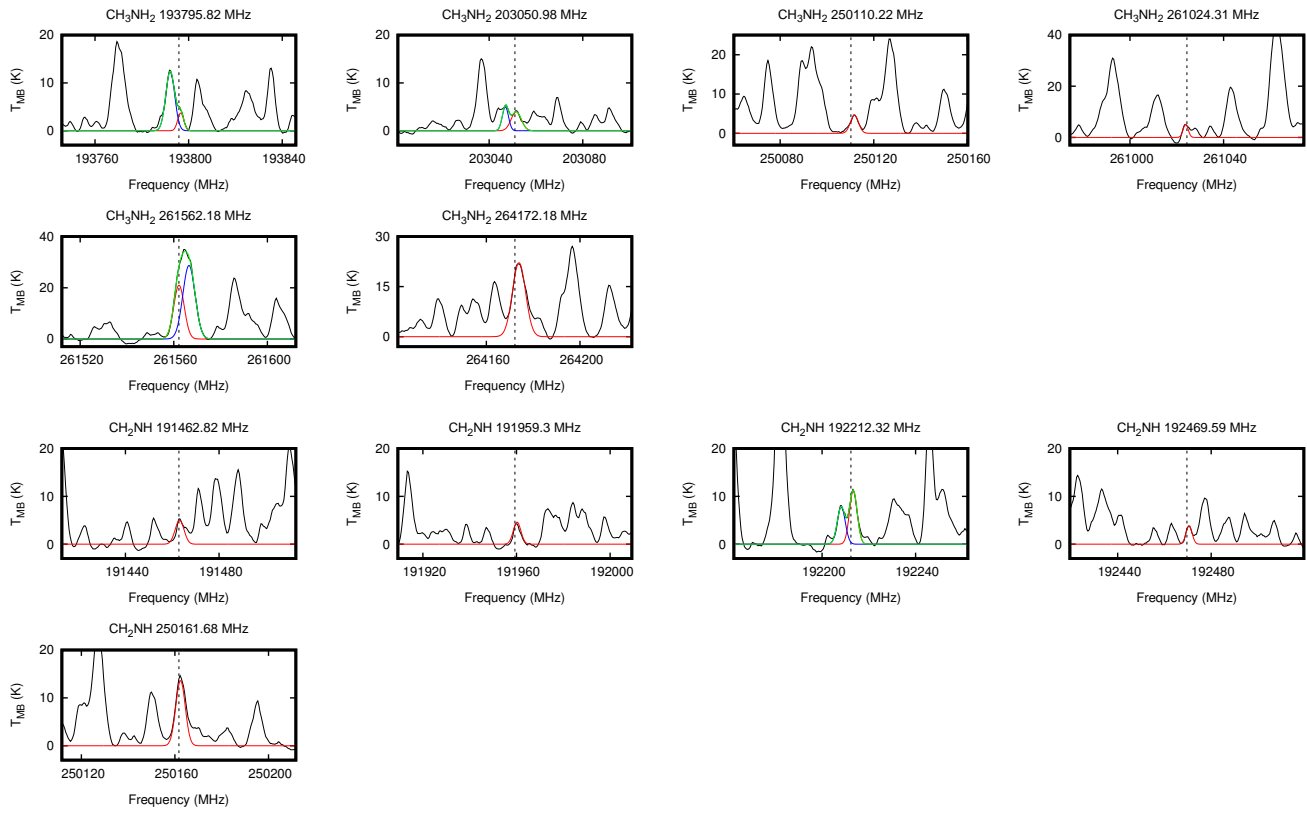 CH3NH2 193795.82 MHz
TMB (K)
20
10
0
193760 193800 193840
Frequency (MHz)
CH3NH2 203050.98 MHz
TMB (K)
20
10
0
203040 203080
Frequency (MHz)
CH3NH2 250110.22 MHz
TMB (K)
20
10
0
250080 250120 250160
Frequency (MHz)
CH3NH2 261024.31 MHz
TMB (K)
40
20
0
261000 261040
Frequency (MHz)
CH3NH2 261562.18 MHz
TMB (K)
40
20
0
261520 261560 261600
Frequency (MHz)
CH3NH2 264172.18 MHz
TMB (K)
30
15
0
264160 264200
Frequency (MHz)
CH2NH 191462.82 MHz
TMB (K)
20
10
0
191440 191480
Frequency (MHz)
CH2NH 191959.3 MHz
TMB (K)
20
10
0
191920 191960 192000
Frequency (MHz)
CH2NH 192212.32 MHz
TMB (K)
20
10
0
192200 192240
Frequency (MHz)
CH2NH 192469.59 MHz
TMB (K)
20
10
0
192440 192480
Frequency (MHz)
CH2NH 250161.68 MHz
TMB (K)
20
10
0
250120 250160 250200
Frequency (MHz)